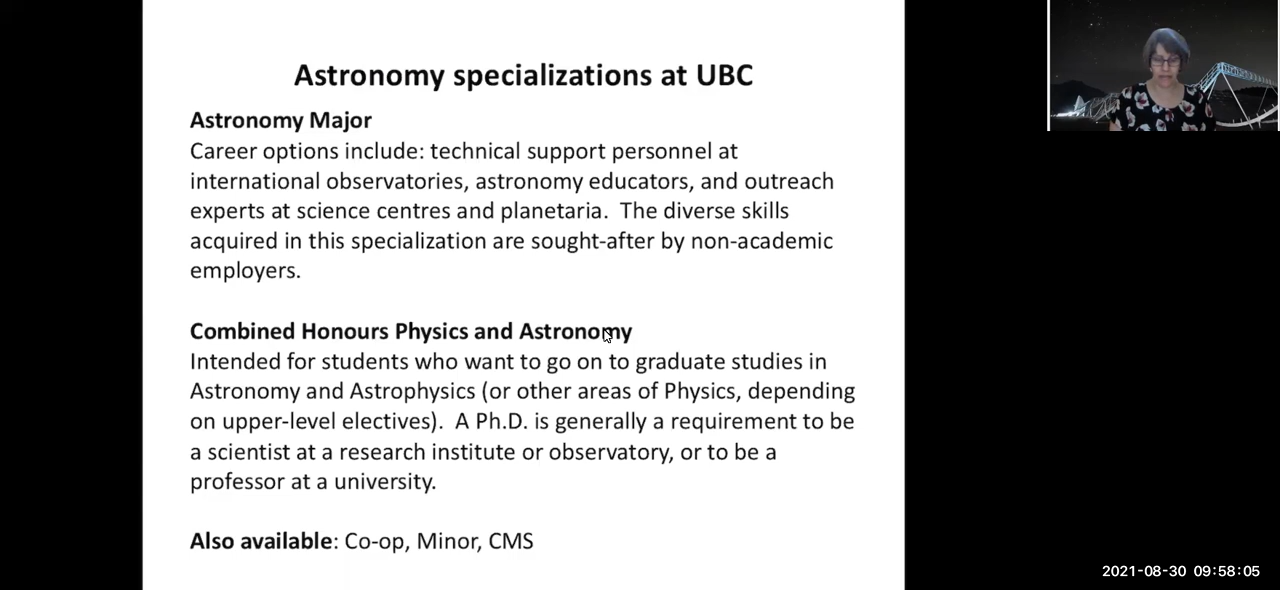 Astronomy specializations at UBC
Astronomy Major
Career options include: technical support personnel at
international observatories, astronomy educators, and outreach
experts at science centres and planetaria.  The diverse skills
acquired in this specialization are sought-after by non-academic
employers.
Combined Honours Physics and Astronomy
Intended for students who want to go on to graduate studies in
Astronomy and Astrophysics (or other areas of Physics, depending
on upper-level electives).  A Ph.D. is generally a requirement to be
a scientist at a research institute or observatory, or to be a
professor at a university.
Also available: Co-op, Minor, CMS
2021-08-30 09:58:05